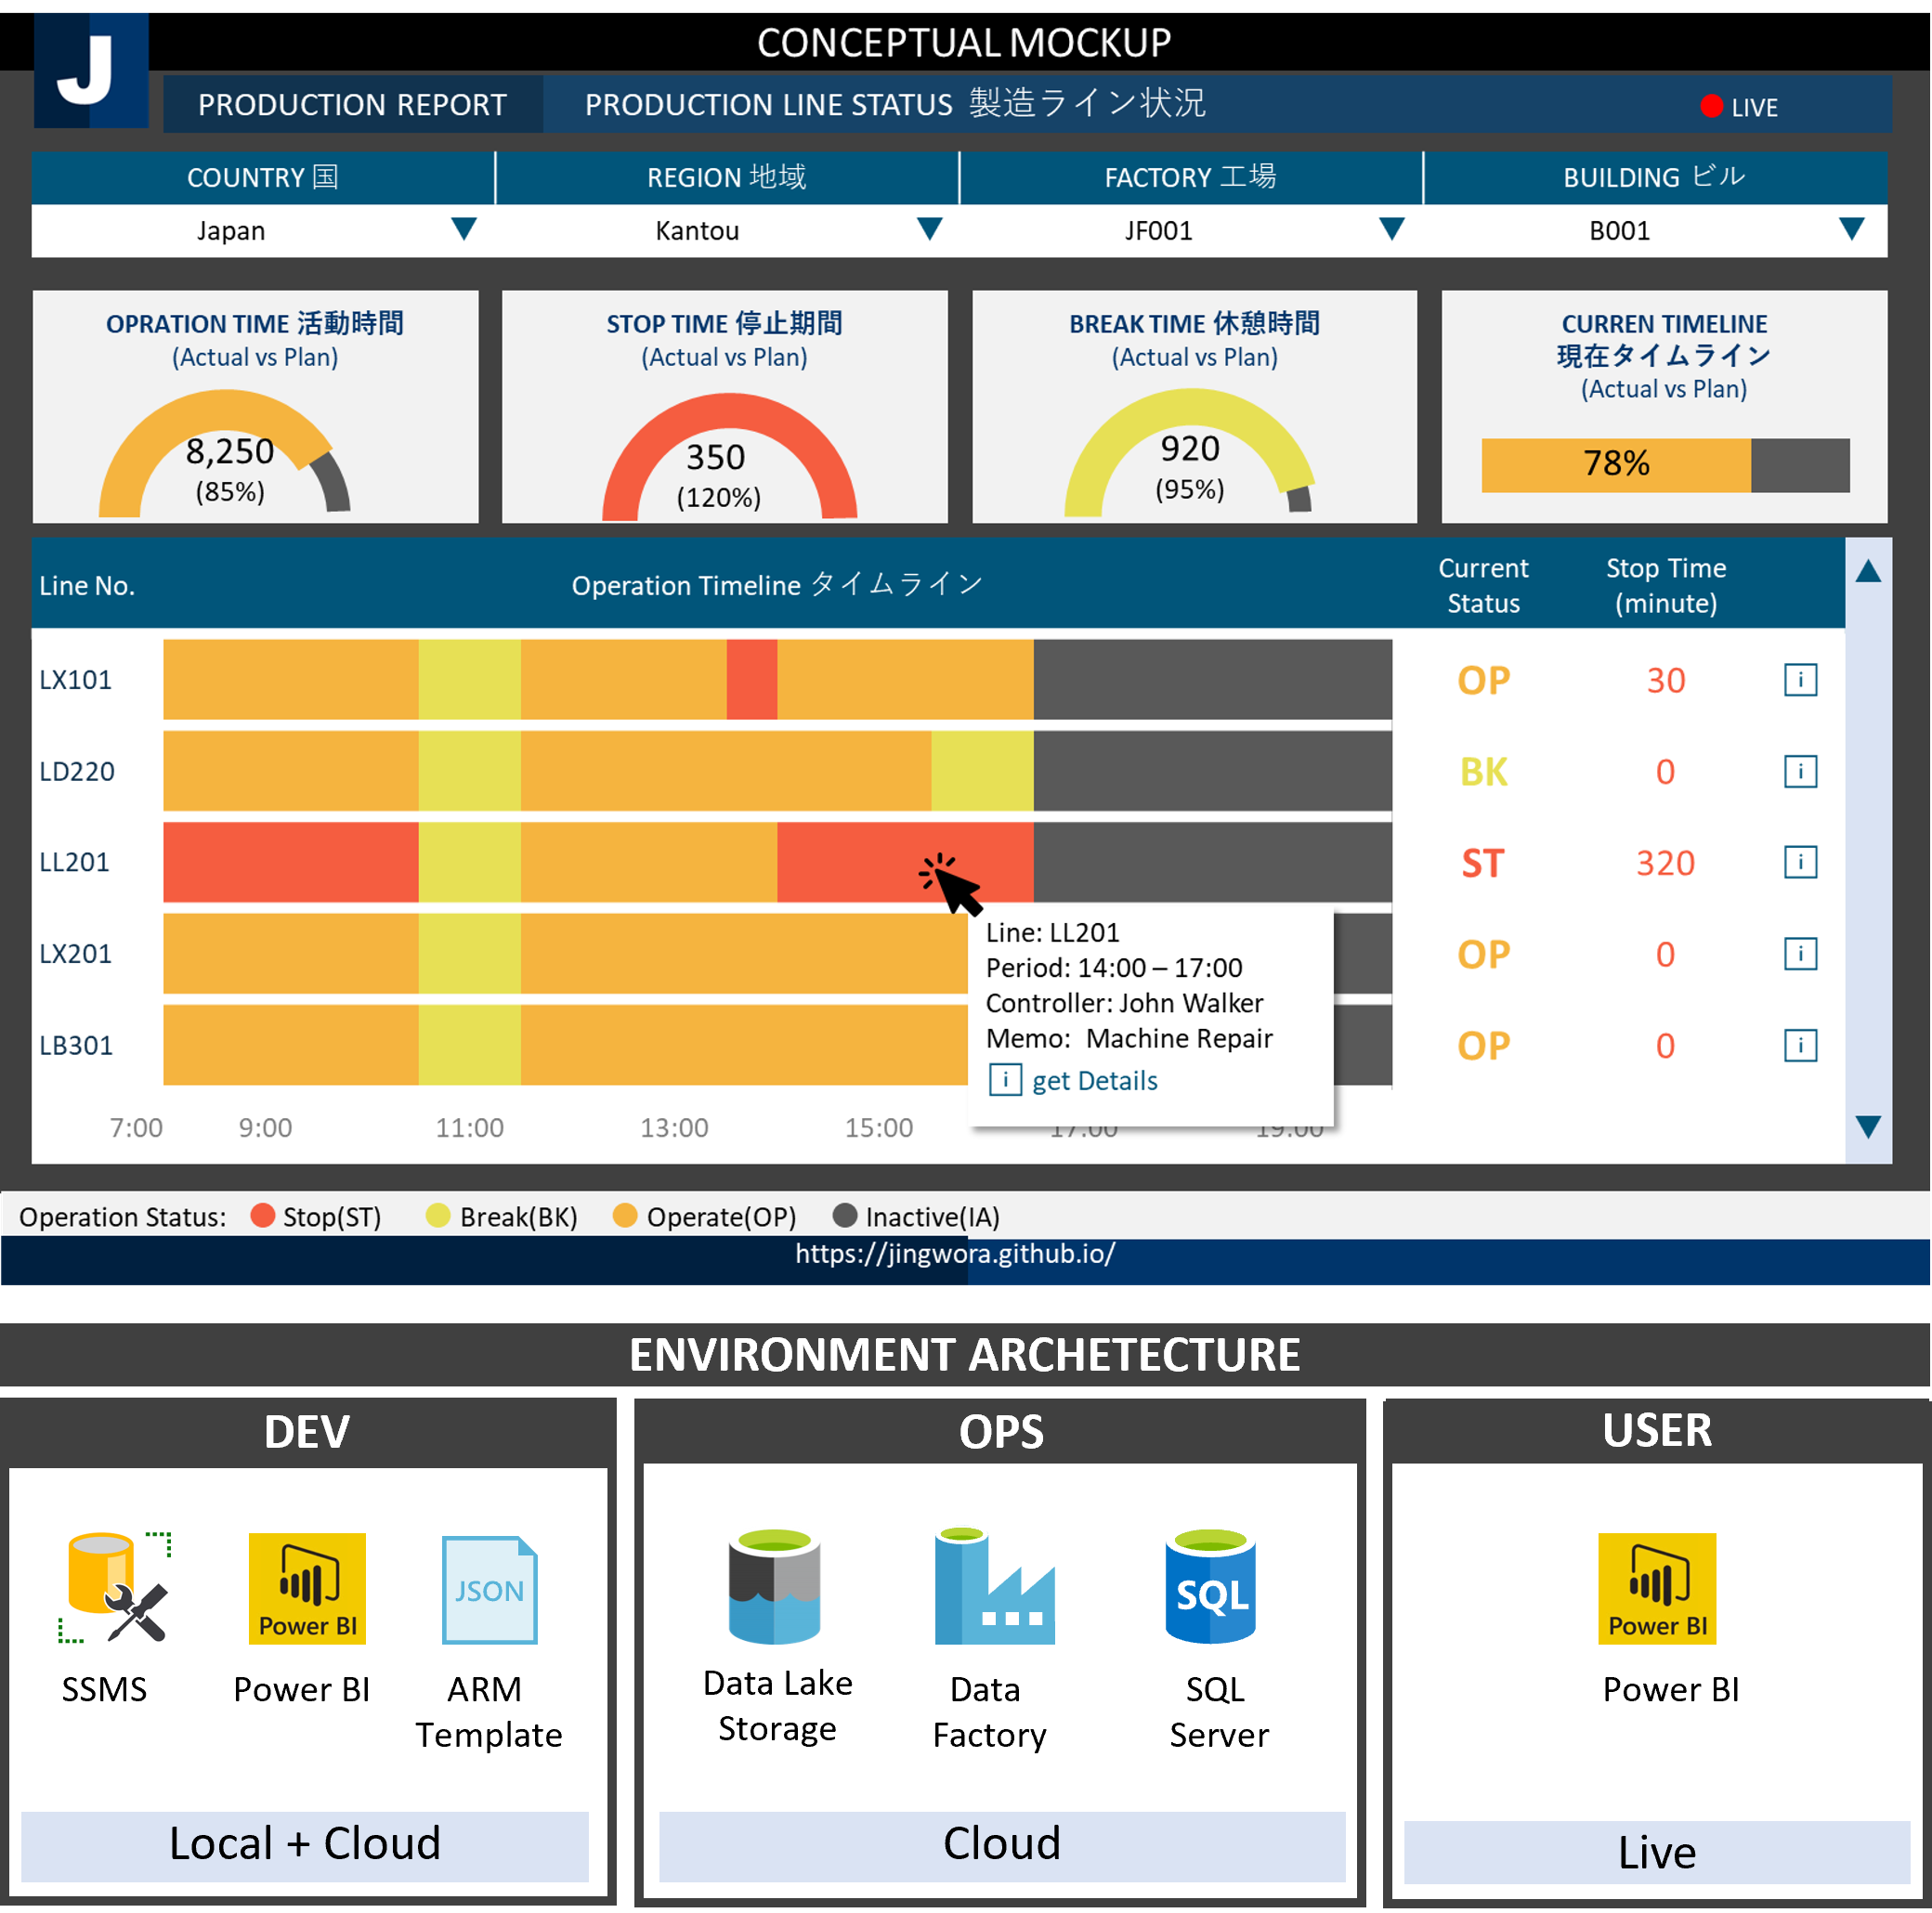 CONCEPTUAL MOCKUP
J
PRODUCTION REPORT
PRODUCTION LINE STATUS 製造ライン状況
LIVE
COUNTRY 国
REGION 地域
FACTORY 工場
BUILDING ビル
Japan
Kantou
JF001
B001
OPRATION TIME 活動時間
(Actual vs Plan)
8,250
(85%)
STOP TIME 停止期間
(Actual vs Plan)
350
(120%)
BREAK TIME 休憩時間
(Actual vs Plan)
920
(95%)
CURREN TIMELINE
現在タイムライン
(Actual vs Plan)
78%
Line No.
Operation Timeline タイムライン
Current
Status
Stop Time
(minute)
LX101
OP
30
i
LD220
BK
0
i
LL201
ST
320
i
LX201
OP
0
i
LB301
OP
0
i
Line: LL201
Period: 14:00 – 17:00
Controller: John Walker
Memo: Machine Repair
i get Details
7:00
9:00
11:00
13:00
15:00
17:00
19:00
Operation Status:
Stop(ST)
Break(BK)
Operate(OP)
Inactive(IA)
https://jingwora.github.io/
ENVIRONMENT ARCHETECTURE
DEV
Power BI
JSON
SSMS
Power BI
ARM
Template
Local + Cloud
OPS
SQL
Data Lake
Storage
Data
Factory
SQL
Server
Cloud
USER
Power BI
Power BI
Live